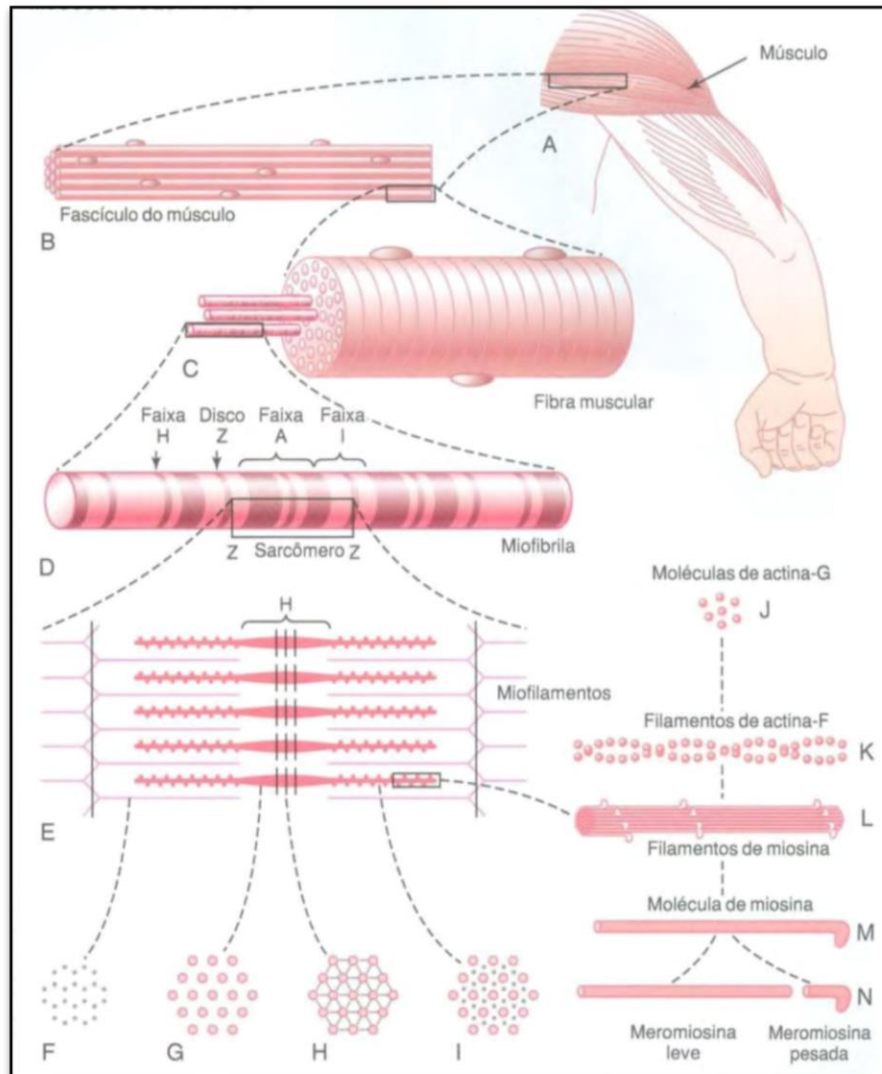 Músculo
A
Fascículo do músculo
B
C
Fibra muscular
Faixa Disco Faixa Faixa
H Z A I
Z Sarcômero Z
Miofibrila
D
H
Moléculas de actina-G
J
Miofilamentos
Filamentos de actina-F
K
E
L
Filamentos de miosina
Molécula de miosina
M
N
F G H I
Meromiosina Meromiosina
leve pesada